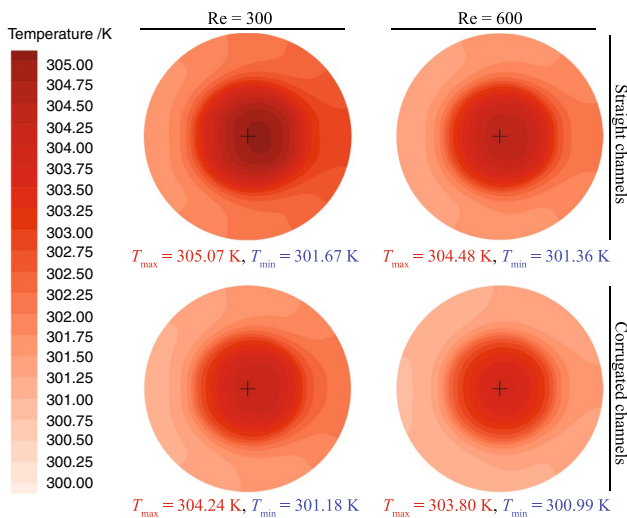 Re = 300
Re = 600
Temperature /K
305.00
304.75
304.50
304.25
304.00
303.75
303.50
303.25
303.00
302.75
302.50
302.25
302.00
301.75
301.50
301.25
301.00
300.75
300.50
300.25
300.00
Straight channels
Tmax = 305.07 K, Tmin = 301.67 K
Tmax = 304.48 K, Tmin = 301.36 K
Corrugated channels
Tmax = 304.24 K, Tmin = 301.18 K
Tmax = 303.80 K, Tmin = 300.99 K